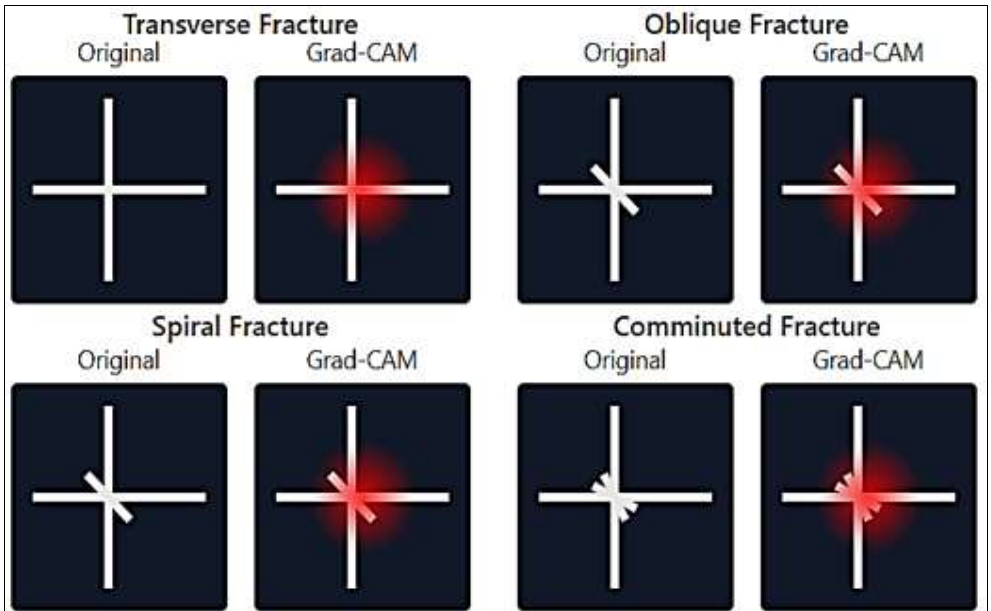 Transverse Fracture
Original
Grad-CAM
Oblique Fracture
Original
Grad-CAM
Spiral Fracture
Original
Grad-CAM
Comminuted Fracture
Original
Grad-CAM